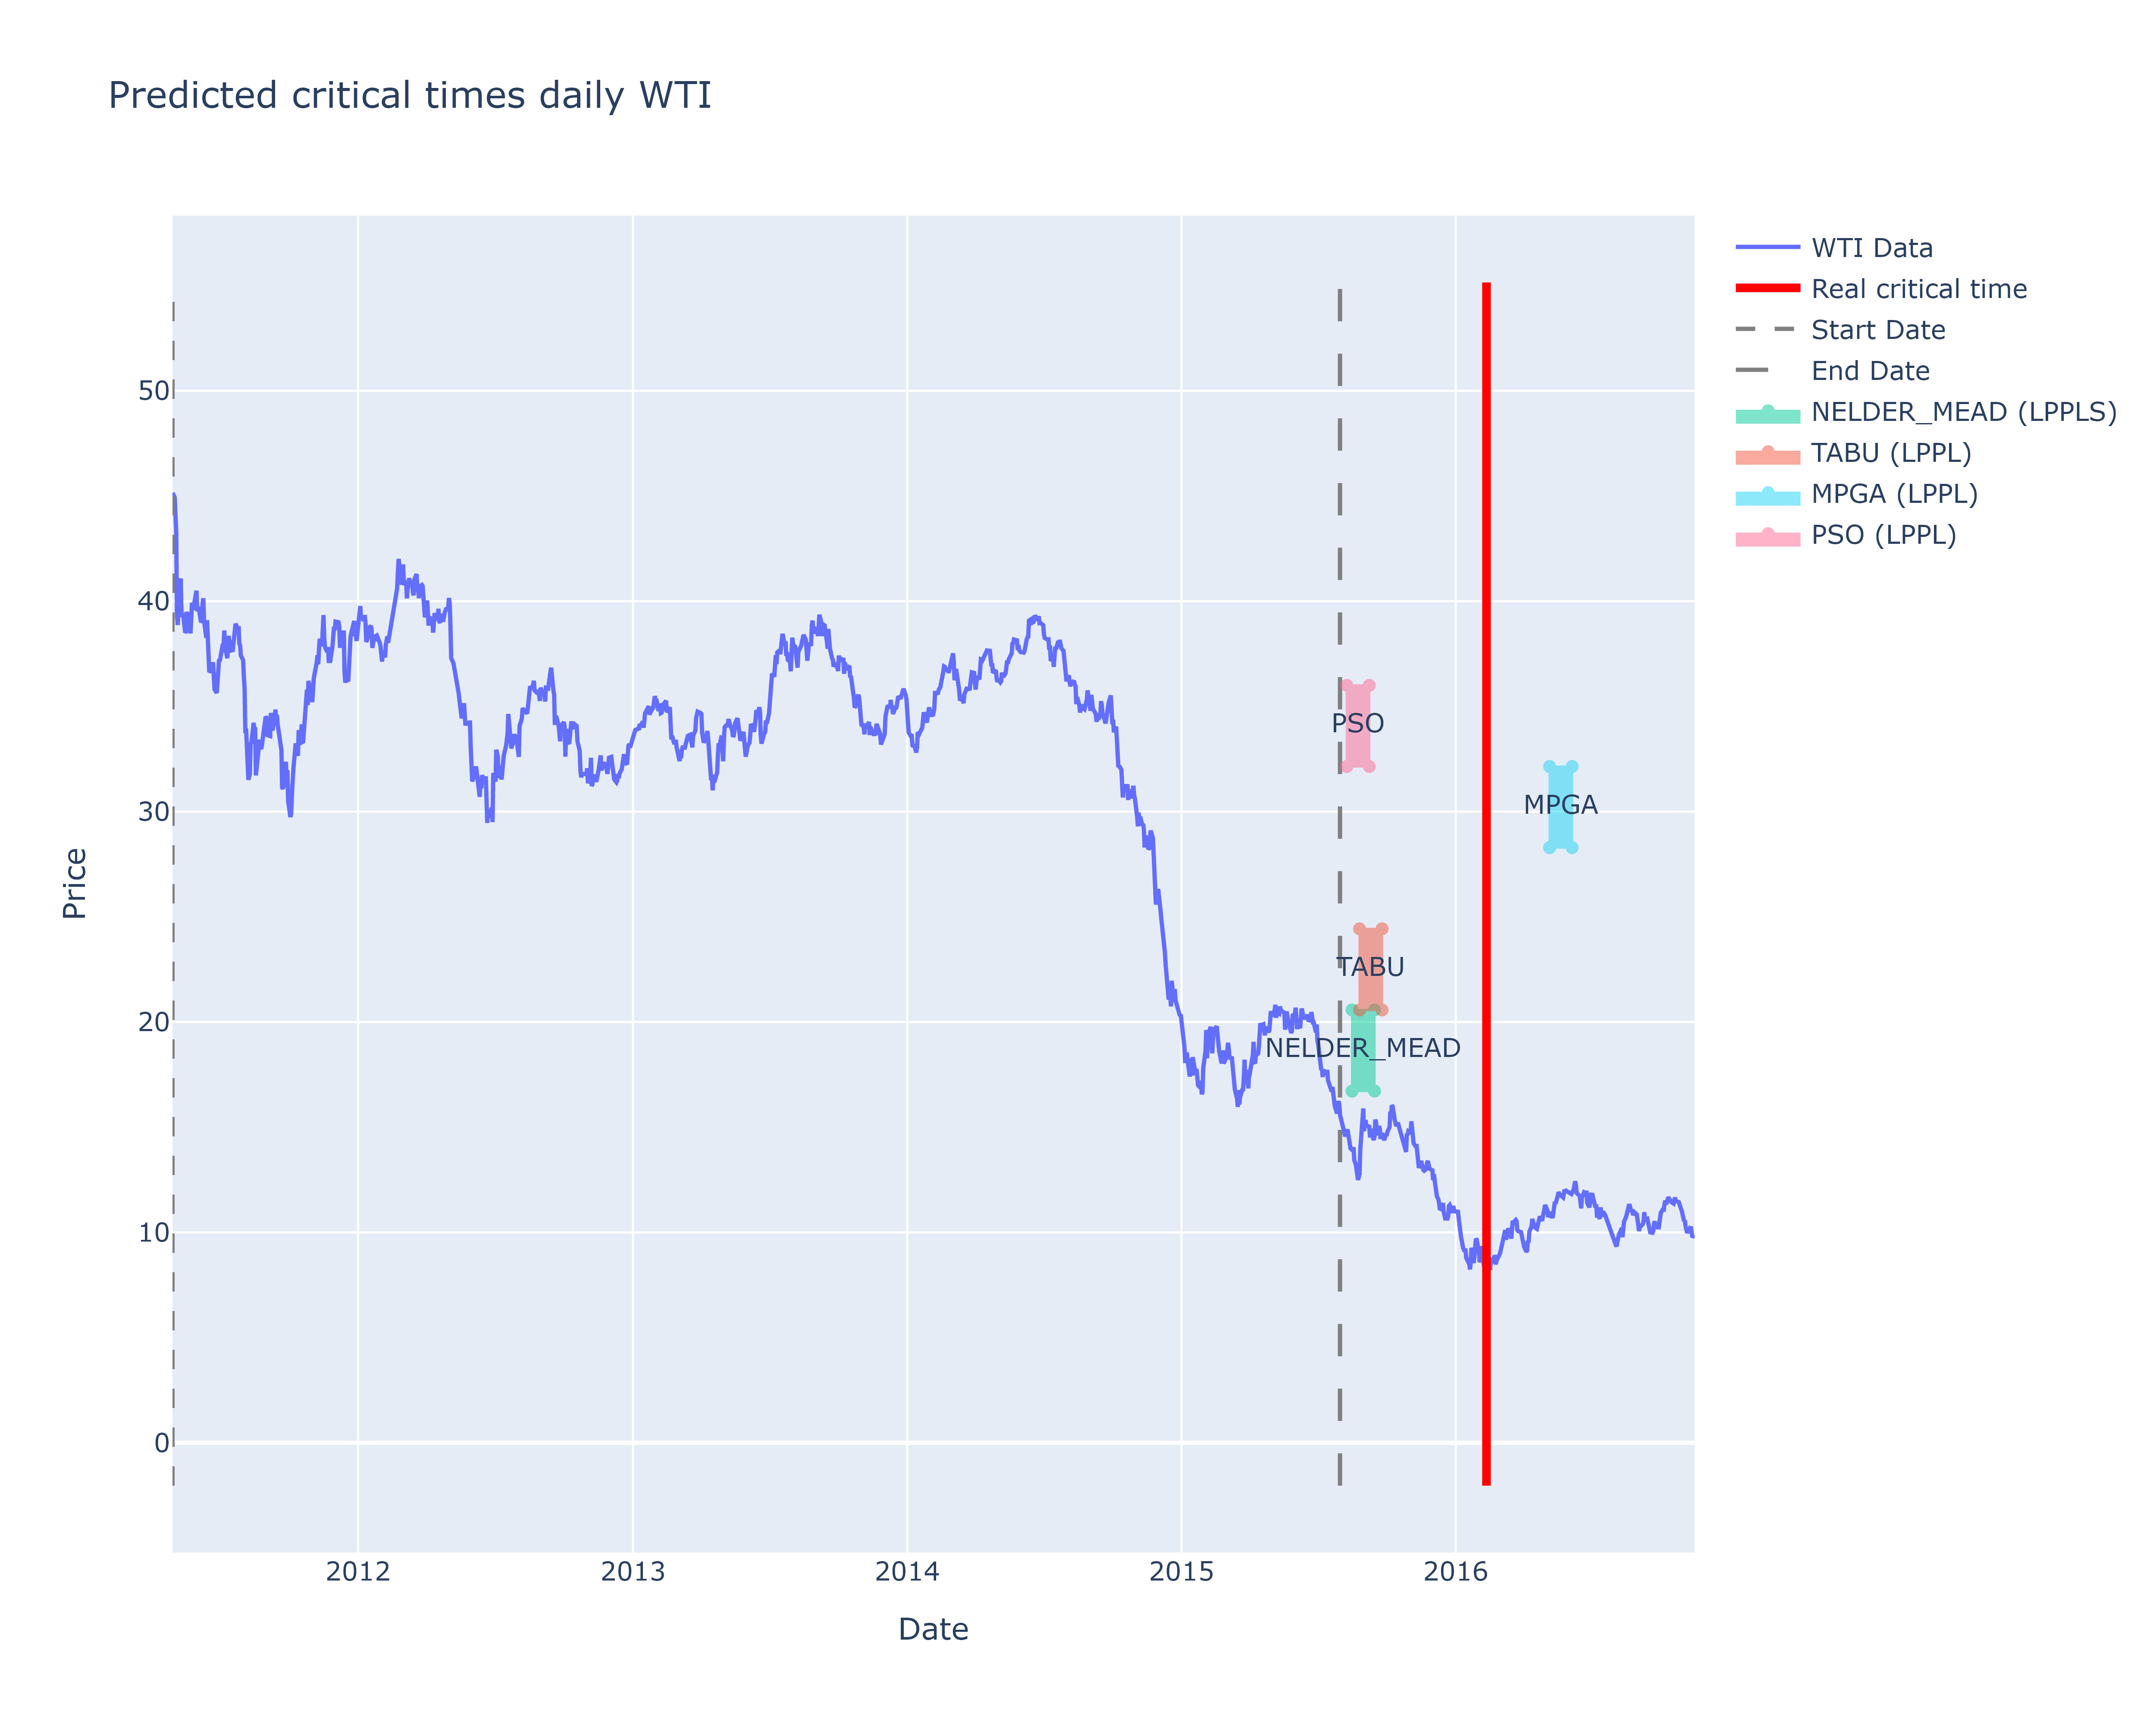 Predicted critical times daily WTI
WTI Data
Real critical time
Start Date
End Date
NELDER_MEAD (LPPLS)
TABU (LPPL)
MPGA (LPPL)
PSO (LPPL)
50
40
30
20
10
0
Price
PSO
MPGA
TABU
NELDER_MEAD
2012
2013
2014
2015
2016
Date